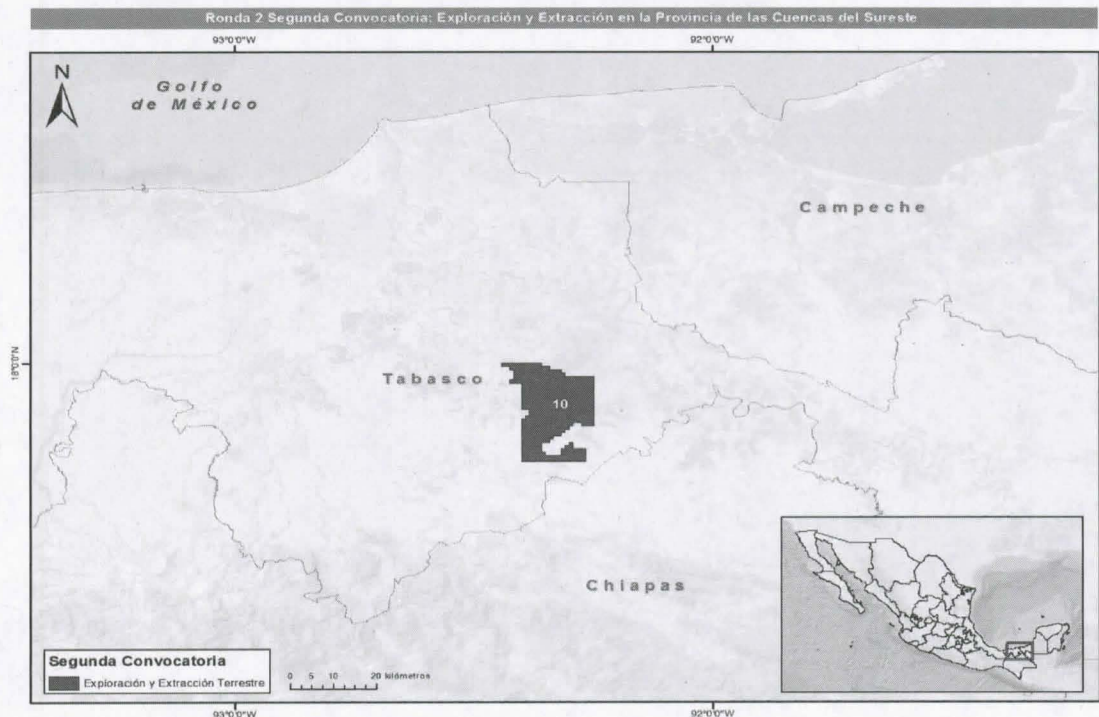 Ronda 2 Segunda Convocatoria: Exploración y Extracción en la Provincia de las Cuencas del Sureste
93°0'0"W 92°0'0"W
N
Golfo
de México
Campeche
18°0'0"N
Tabasco
10
Chiapas
Segunda Convocatoria
Exploración y Extracción Terrestre
0 5 10 20 kilómetros
93°0'0"W 92°0'0"W